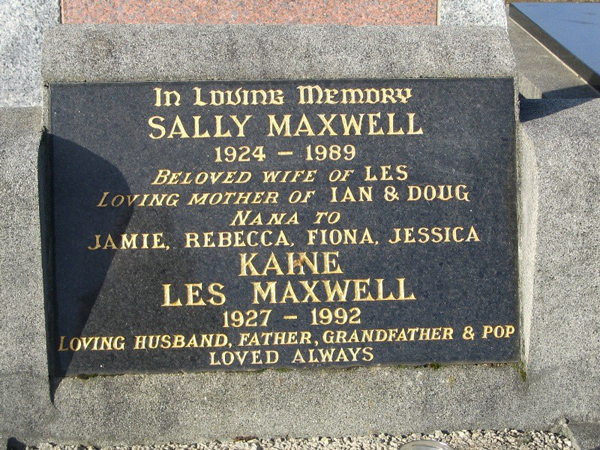 In Loving Memory
SALLY MAXWELL
1924 – 1989
BELOVED WIFE OF LES
LOVING MOTHER OF IAN & DOUG
NANA TO
JAMIE, REBECCA, FIONA, JESSICA
KAINE
LES MAXWELL
1927 – 1992
LOVING HUSBAND, FATHER, GRANDFATHER & POP
LOVED ALWAYS